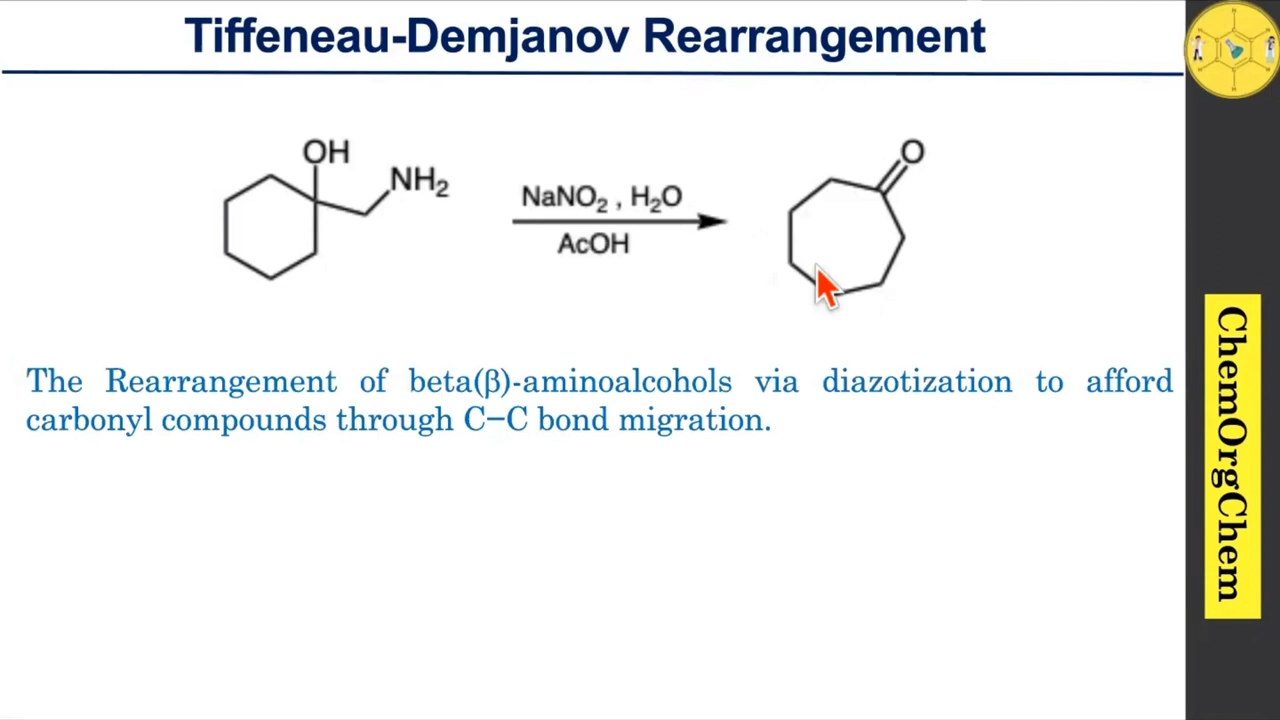 Tiffeneau-Demjanov Rearrangement
OH
NH₂
NaNO₂ , H₂O
AcOH
O
The Rearrangement of beta(β)-aminoalcohols via diazotization to afford
carbonyl compounds through C−C bond migration.
ChemOrgChem